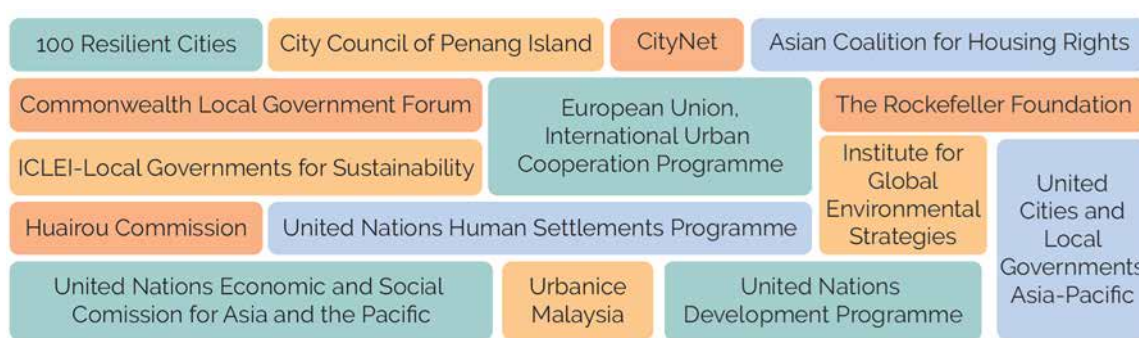 100 Resilient Cities
City Council of Penang Island
CityNet
Asian Coalition for Housing Rights
Commonwealth Local Government Forum
European Union,
International Urban
Cooperation Programme
The Rockefeller Foundation
ICLEI-Local Governments for Sustainability
Institute for
Global
Environmental
Strategies
United
Cities and
Local
Governments
Asia-Pacific
Huairou Commission
United Nations Human Settlements Programme
United Nations Economic and Social
Comission for Asia and the Pacific
Urbanice
Malaysia
United Nations
Development Programme